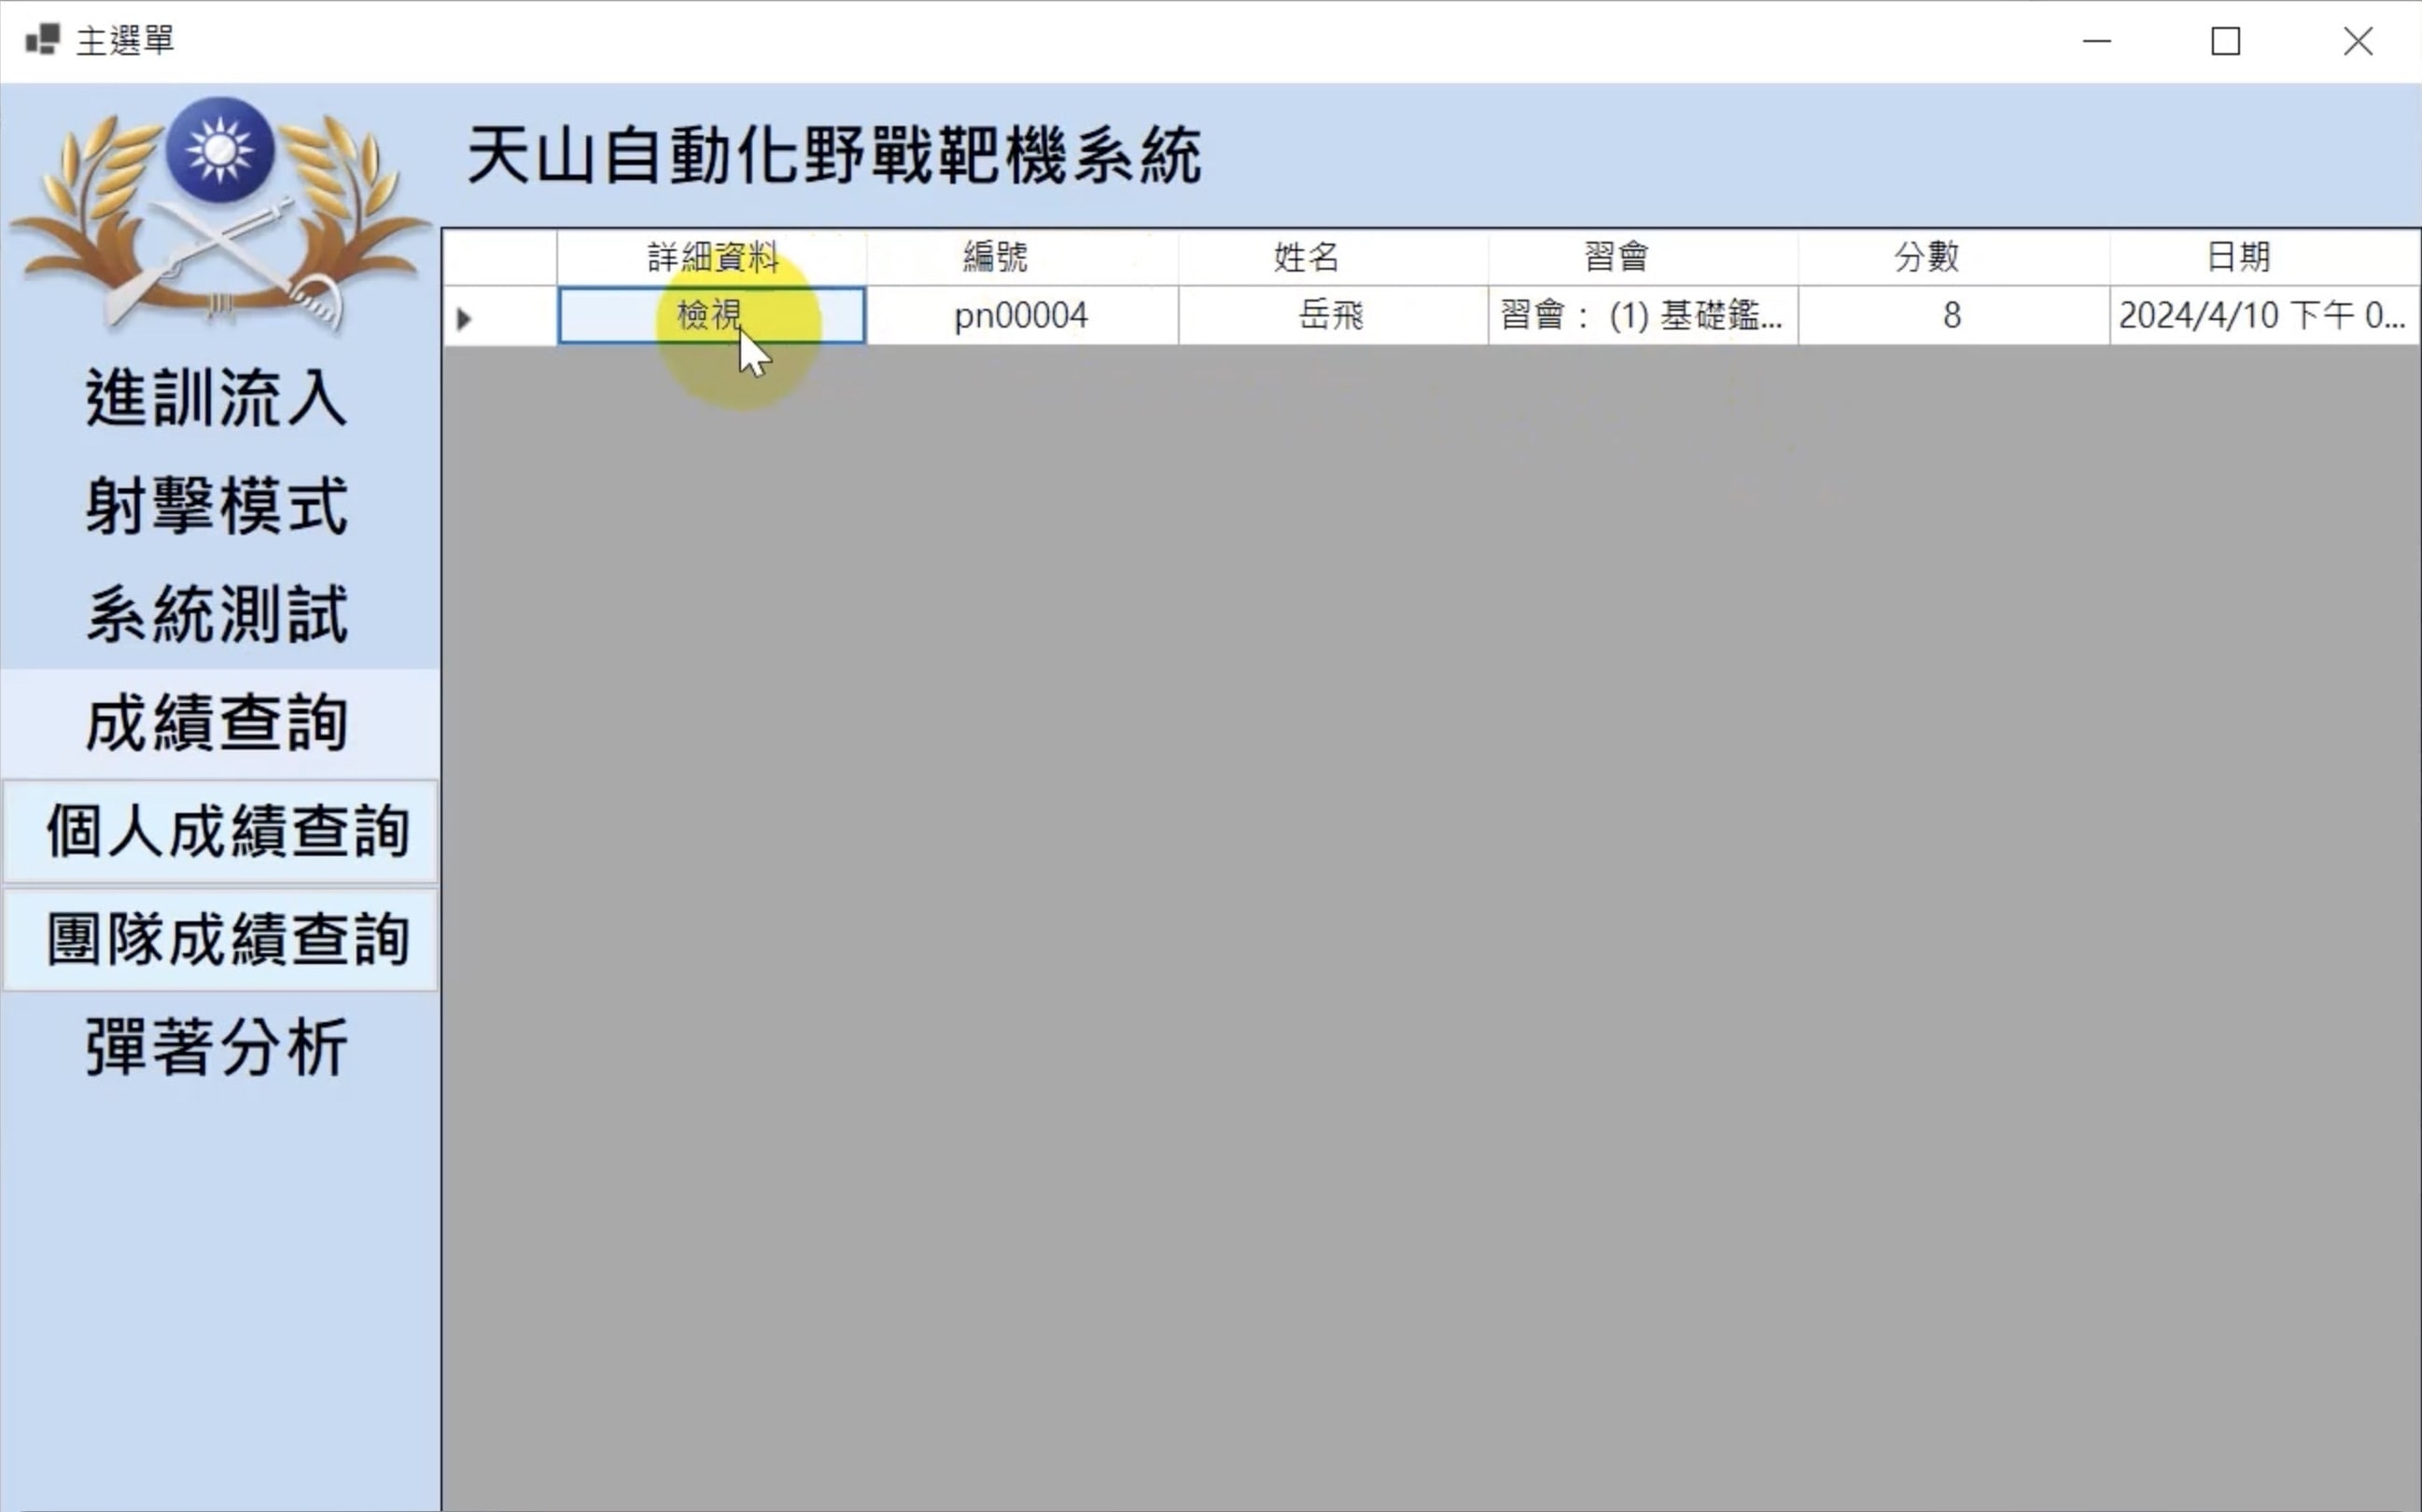 主選單
天山自動化野戰靶機系統
詳細資料 編號 姓名 習會 分數 日期
檢視 pn00004 岳飛 習會：(1) 基礎鑑... 8 2024/4/10 下午 0...
進訓流入
射擊模式
系統測試
成績查詢
個人成績查詢
團隊成績查詢
彈著分析